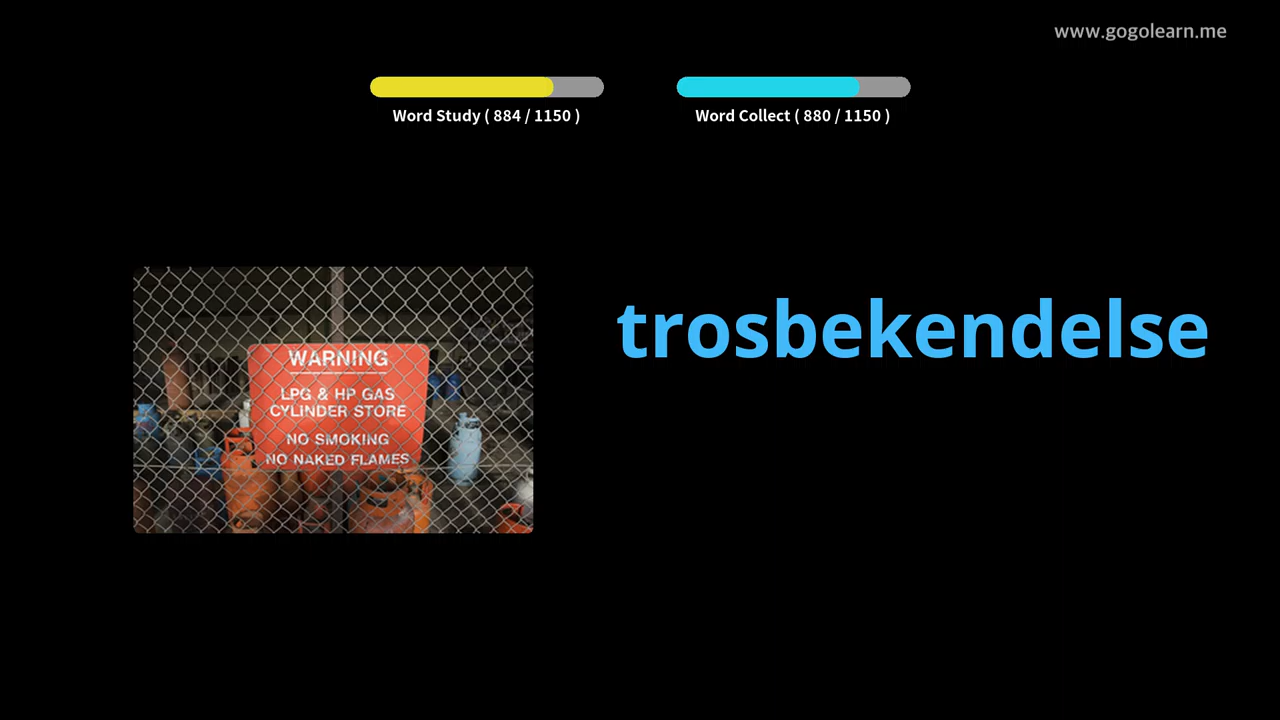 www.gogolearn.me
Word Study ( 884 / 1150 )
Word Collect ( 880 / 1150 )
trosbekendelse
WARNING
LPG & HP GAS
CYLINDER STORE
NO SMOKING
NO NAKED FLAMES